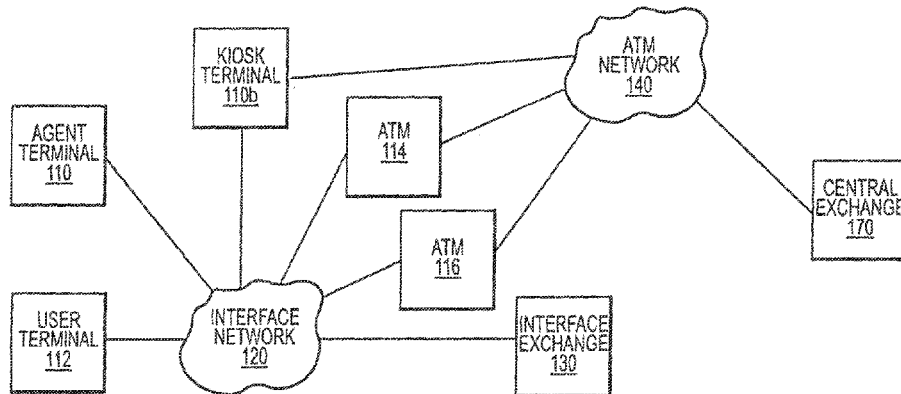 KIOSK
TERMINAL
110b
ATM
NETWORK
140
AGENT
TERMINAL
110
ATM
114
CENTRAL
EXCHANGE
170
ATM
116
USER
TERMINAL
112
INTERFACE
NETWORK
120
INTERFACE
EXCHANGE
130